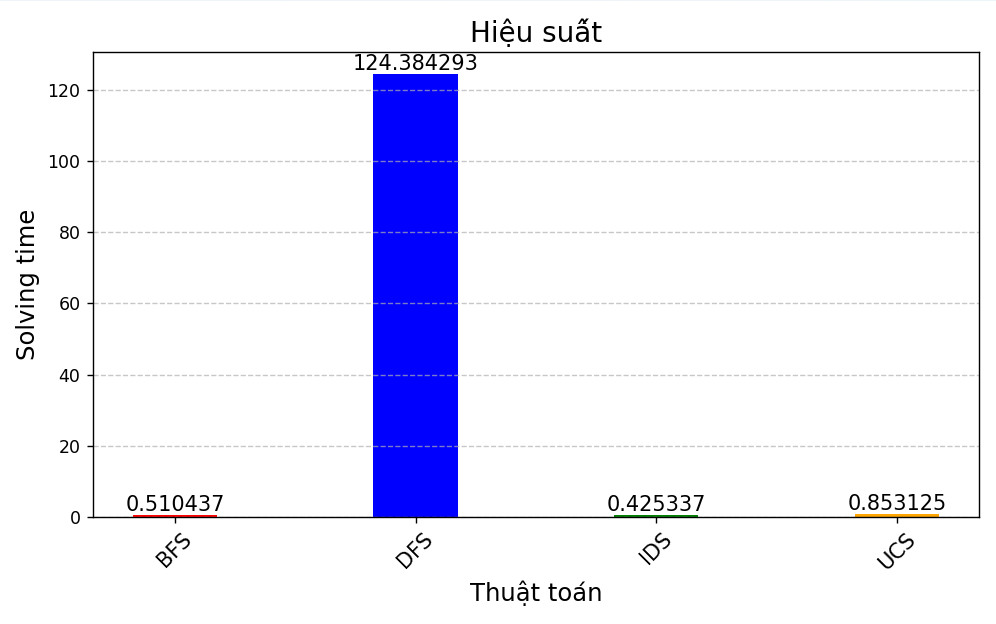 Hiệu suất
124.384293
120
100
80
60
40
20
0
Solving time
0.510437
0.425337
0.853125
BFS
DFS
IDS
UCS
Thuật toán